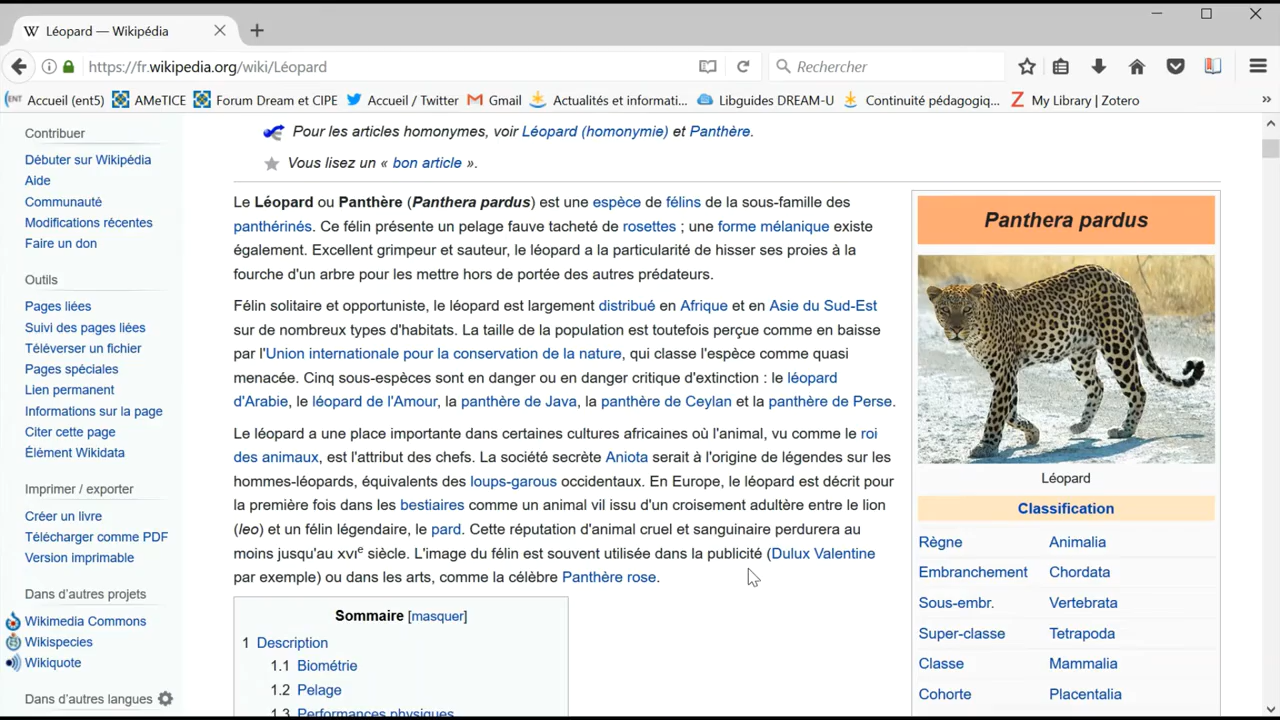 Léopard — Wikipédia
https://fr.wikipedia.org/wiki/Léopard
Rechercher
ENT Accueil (ent5) AMeTICE Forum Dream et CIPE Accueil / Twitter Gmail Actualités et informati... Libguides DREAM-U Continuité pédagogiq... My Library | Zotero »
Contribuer
Débuter sur Wikipédia
Aide
Communauté
Modifications récentes
Faire un don
Outils
Pages liées
Suivi des pages liées
Téléverser un fichier
Pages spéciales
Lien permanent
Informations sur la page
Citer cette page
Élément Wikidata
Imprimer / exporter
Créer un livre
Télécharger comme PDF
Version imprimable
Dans d'autres projets
Wikimedia Commons
Wikispecies
Wikiquote
Dans d'autres langues
Pour les articles homonymes, voir Léopard (homonymie) et Panthère.
Vous lisez un « bon article ».
Le Léopard ou Panthère (Panthera pardus) est une espèce de félins de la sous-famille des
panthérinés. Ce félin présente un pelage fauve tacheté de rosettes ; une forme mélanique existe
également. Excellent grimpeur et sauteur, le léopard a la particularité de hisser ses proies à la
fourche d'un arbre pour les mettre hors de portée des autres prédateurs.
Félin solitaire et opportuniste, le léopard est largement distribué en Afrique et en Asie du Sud-Est
sur de nombreux types d'habitats. La taille de la population est toutefois perçue comme en baisse
par l'Union internationale pour la conservation de la nature, qui classe l'espèce comme quasi
menacée. Cinq sous-espèces sont en danger ou en danger critique d'extinction : le léopard
d'Arabie, le léopard de l'Amour, la panthère de Java, la panthère de Ceylan et la panthère de Perse.
Le léopard a une place importante dans certaines cultures africaines où l'animal, vu comme le roi
des animaux, est l'attribut des chefs. La société secrète Aniota serait à l'origine de légendes sur les
hommes-léopards, équivalents des loups-garous occidentaux. En Europe, le léopard est décrit pour
la première fois dans les bestiaires comme un animal vil issu d'un croisement adultère entre le lion
(leo) et un félin légendaire, le pard. Cette réputation d'animal cruel et sanguinaire perdurera au
moins jusqu'au XVIe siècle. L'image du félin est souvent utilisée dans la publicité (Dulux Valentine
par exemple) ou dans les arts, comme la célèbre Panthère rose.
Sommaire [masquer]
1 Description
1.1 Biométrie
1.2 Pelage
1.3 Performances physiques
Panthera pardus
Léopard
Classification
Règne Animalia
Embranchement Chordata
Sous-embr. Vertebrata
Super-classe Tetrapoda
Classe Mammalia
Cohorte Placentalia